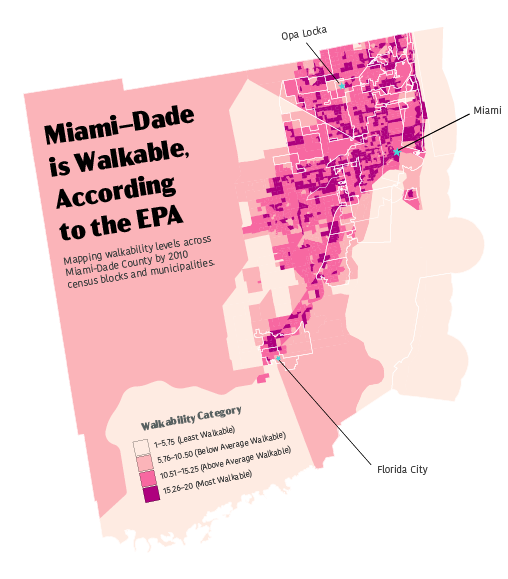 Opa Locka
Miami
Miami–Dade
is Walkable,
According
to the EPA
Mapping walkability levels across
Miami-Dade County by 2010
census blocks and municipalities.
Walkability Category
1–5.75 (Least Walkable)
5.76–10.50 (Below Average Walkable)
10.51–15.25 (Above Average Walkable)
15.26–20 (Most Walkable)
Florida City